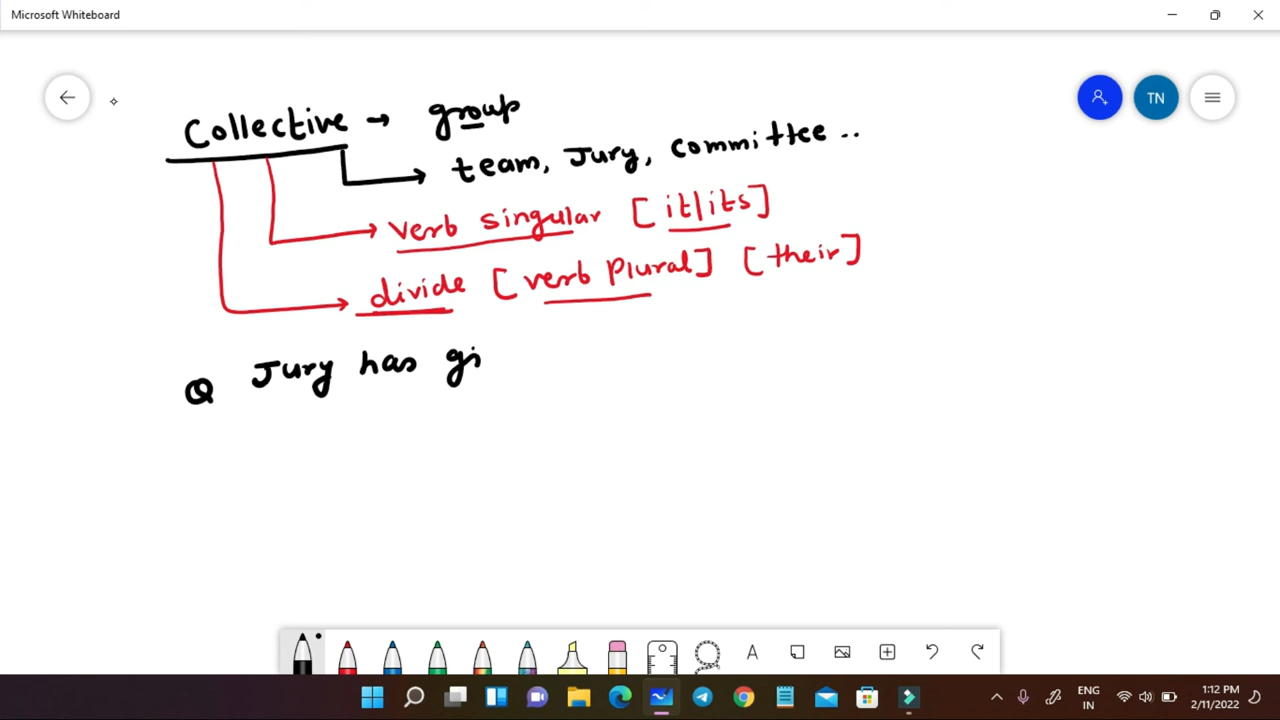 Microsoft Whiteboard
TN
Collective → group
team, Jury, committee ..
verb singular [it/its]
divide [verb Plural] [their]
Q Jury has gi
A
ENG
IN
1:12 PM
2/11/2022